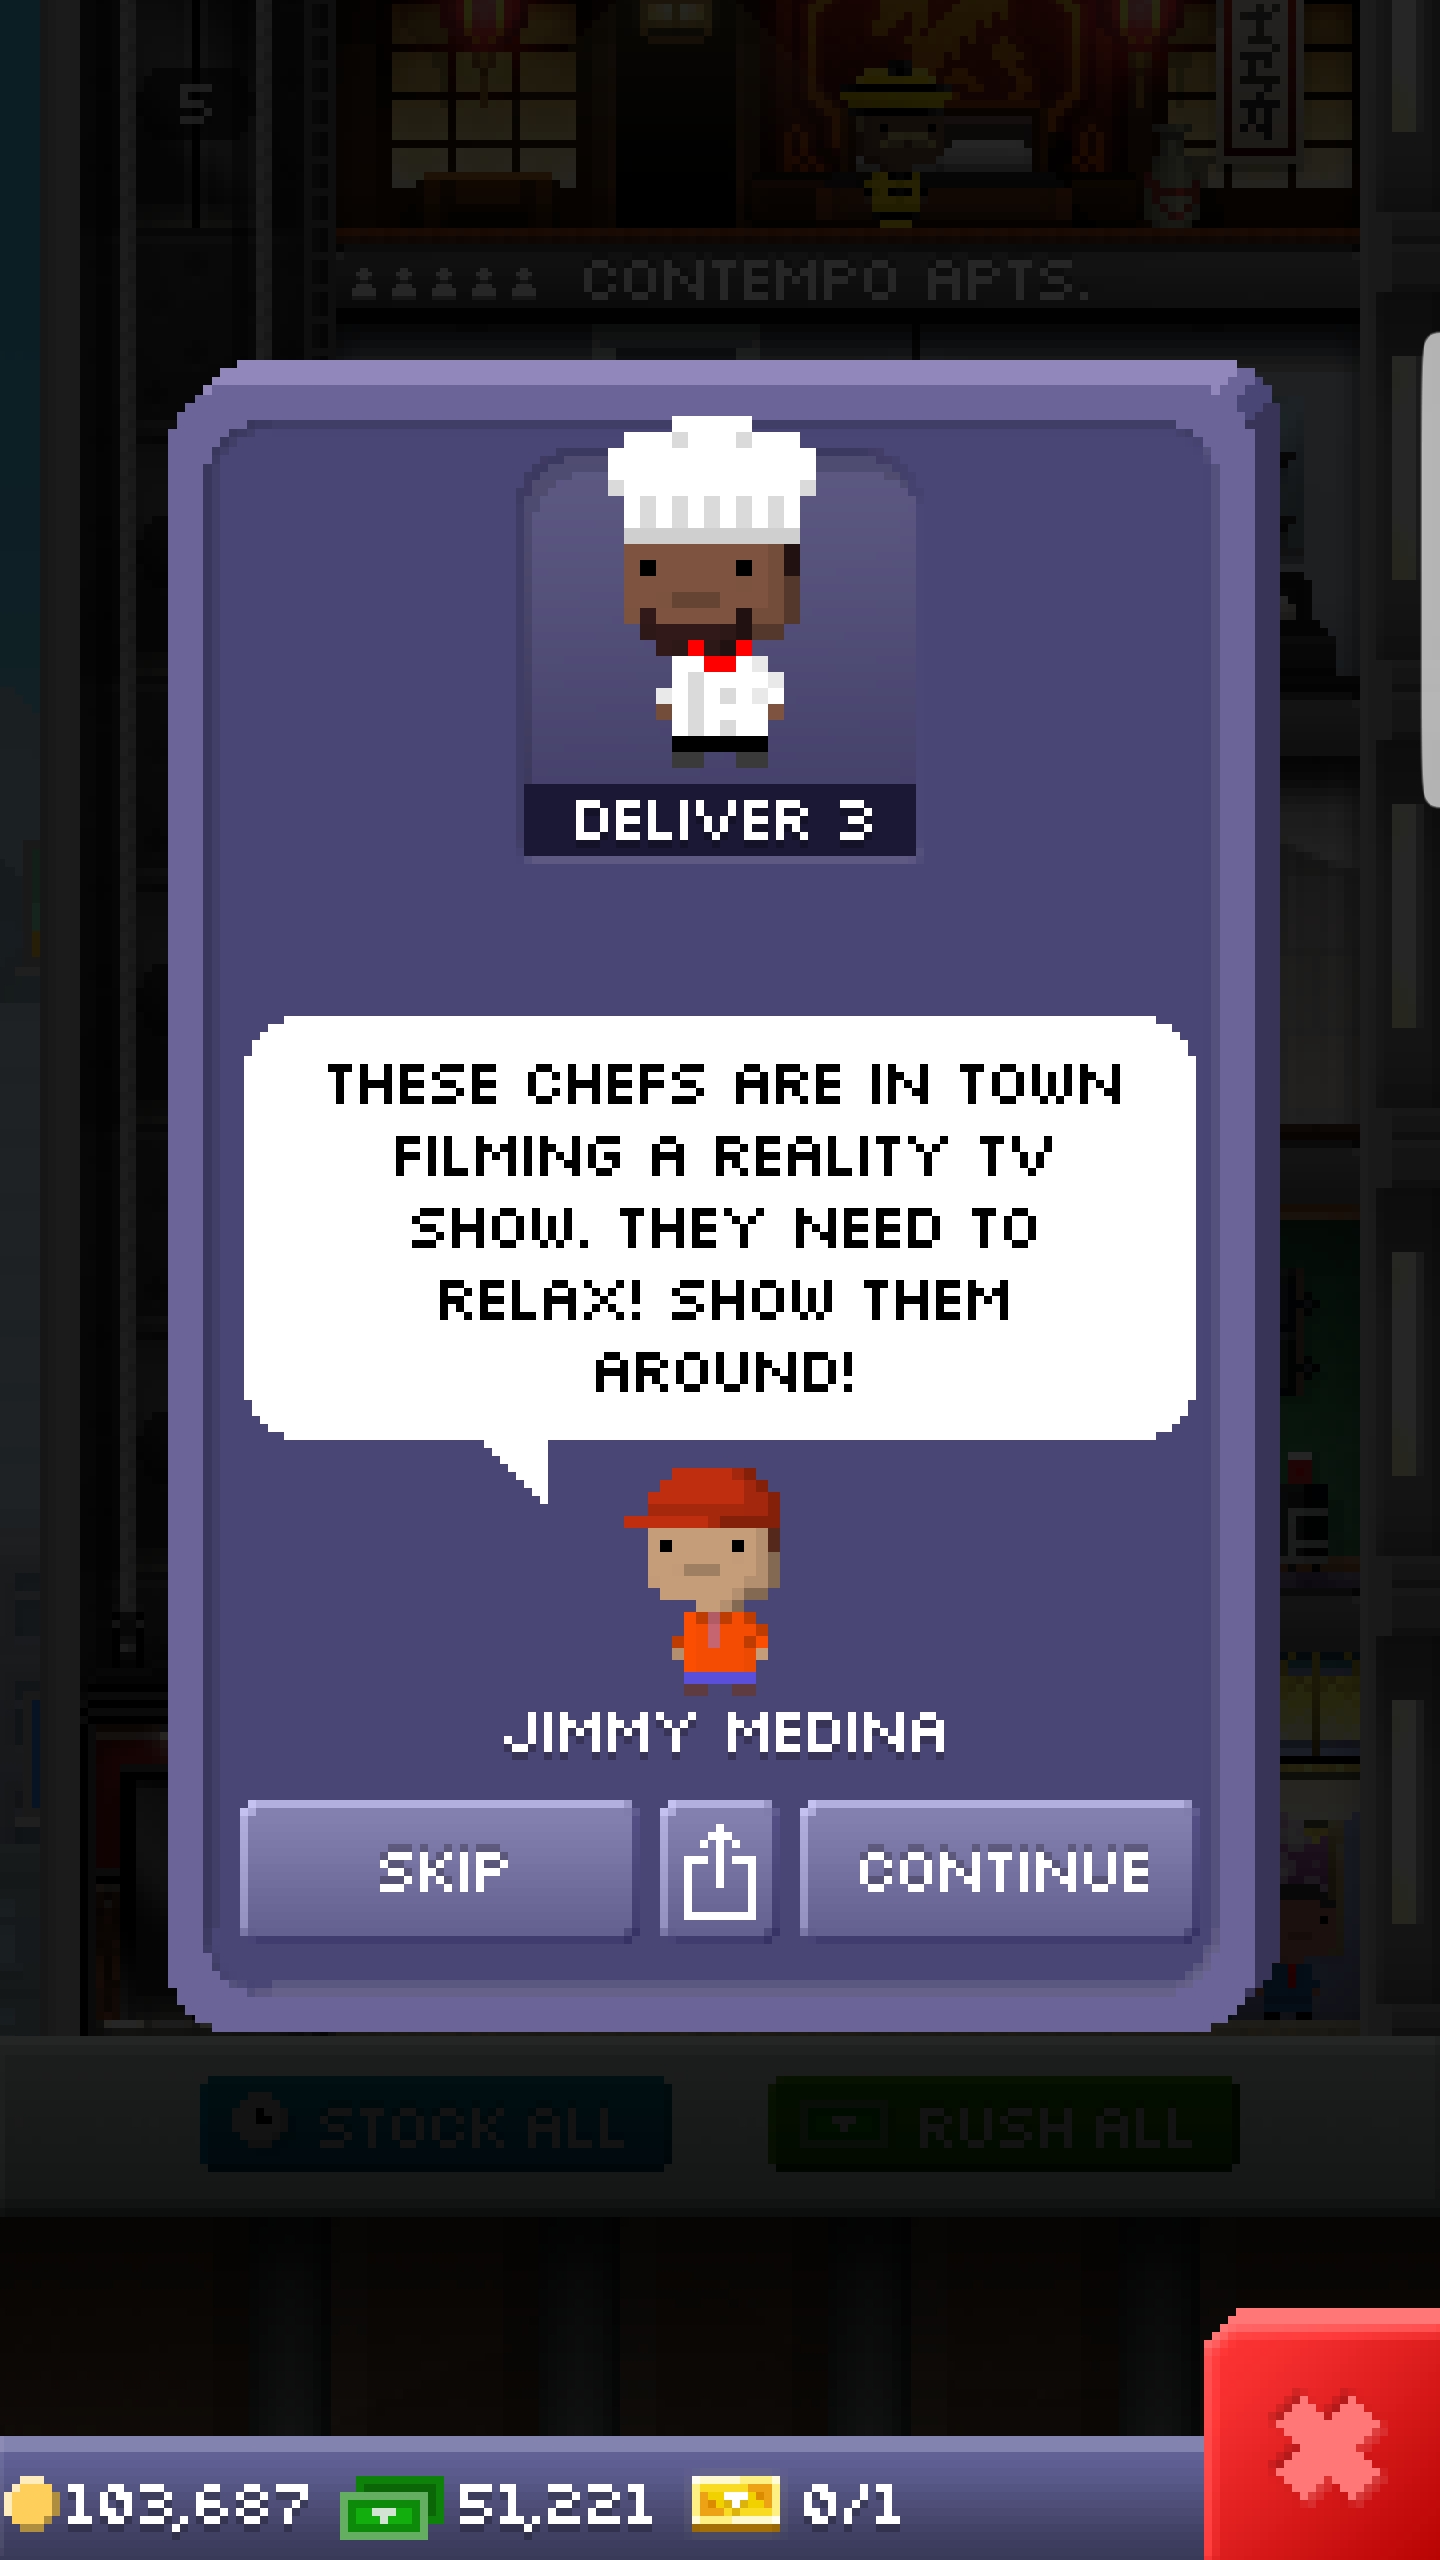 5
CONTEMPO APTS.
DELIVER 3
THESE CHEFS ARE IN TOWN
FILMING A REALITY TV
SHOW. THEY NEED TO
RELAX! SHOW THEM
AROUND!
JIMMY MEDINA
SKIP
CONTINUE
STOCK ALL
RUSH ALL
103,687
51,221
0/1